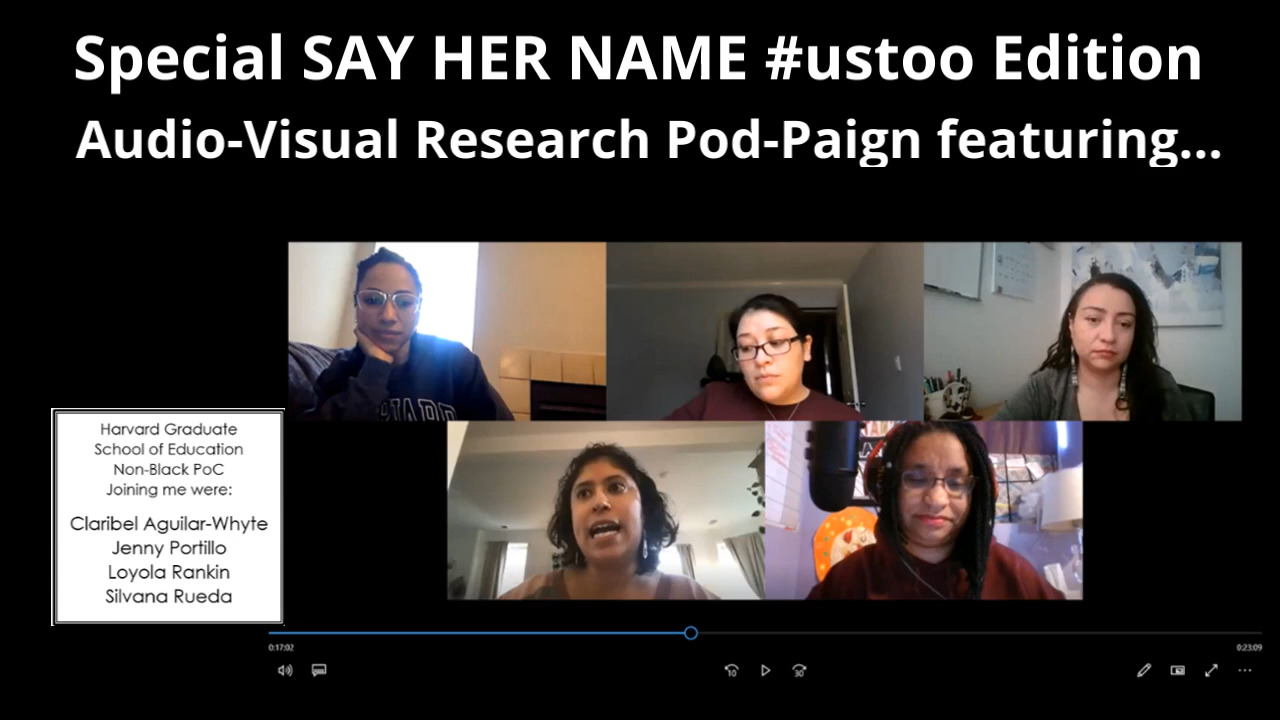 Special SAY HER NAME #ustoo Edition
Audio-Visual Research Pod-Paign featuring...
Harvard Graduate
School of Education
Non-Black PoC
Joining me were:
Claribel Aguilar-Whyte
Jenny Portillo
Loyola Rankin
Silvana Rueda
0:17:02
0:23:09
10
30